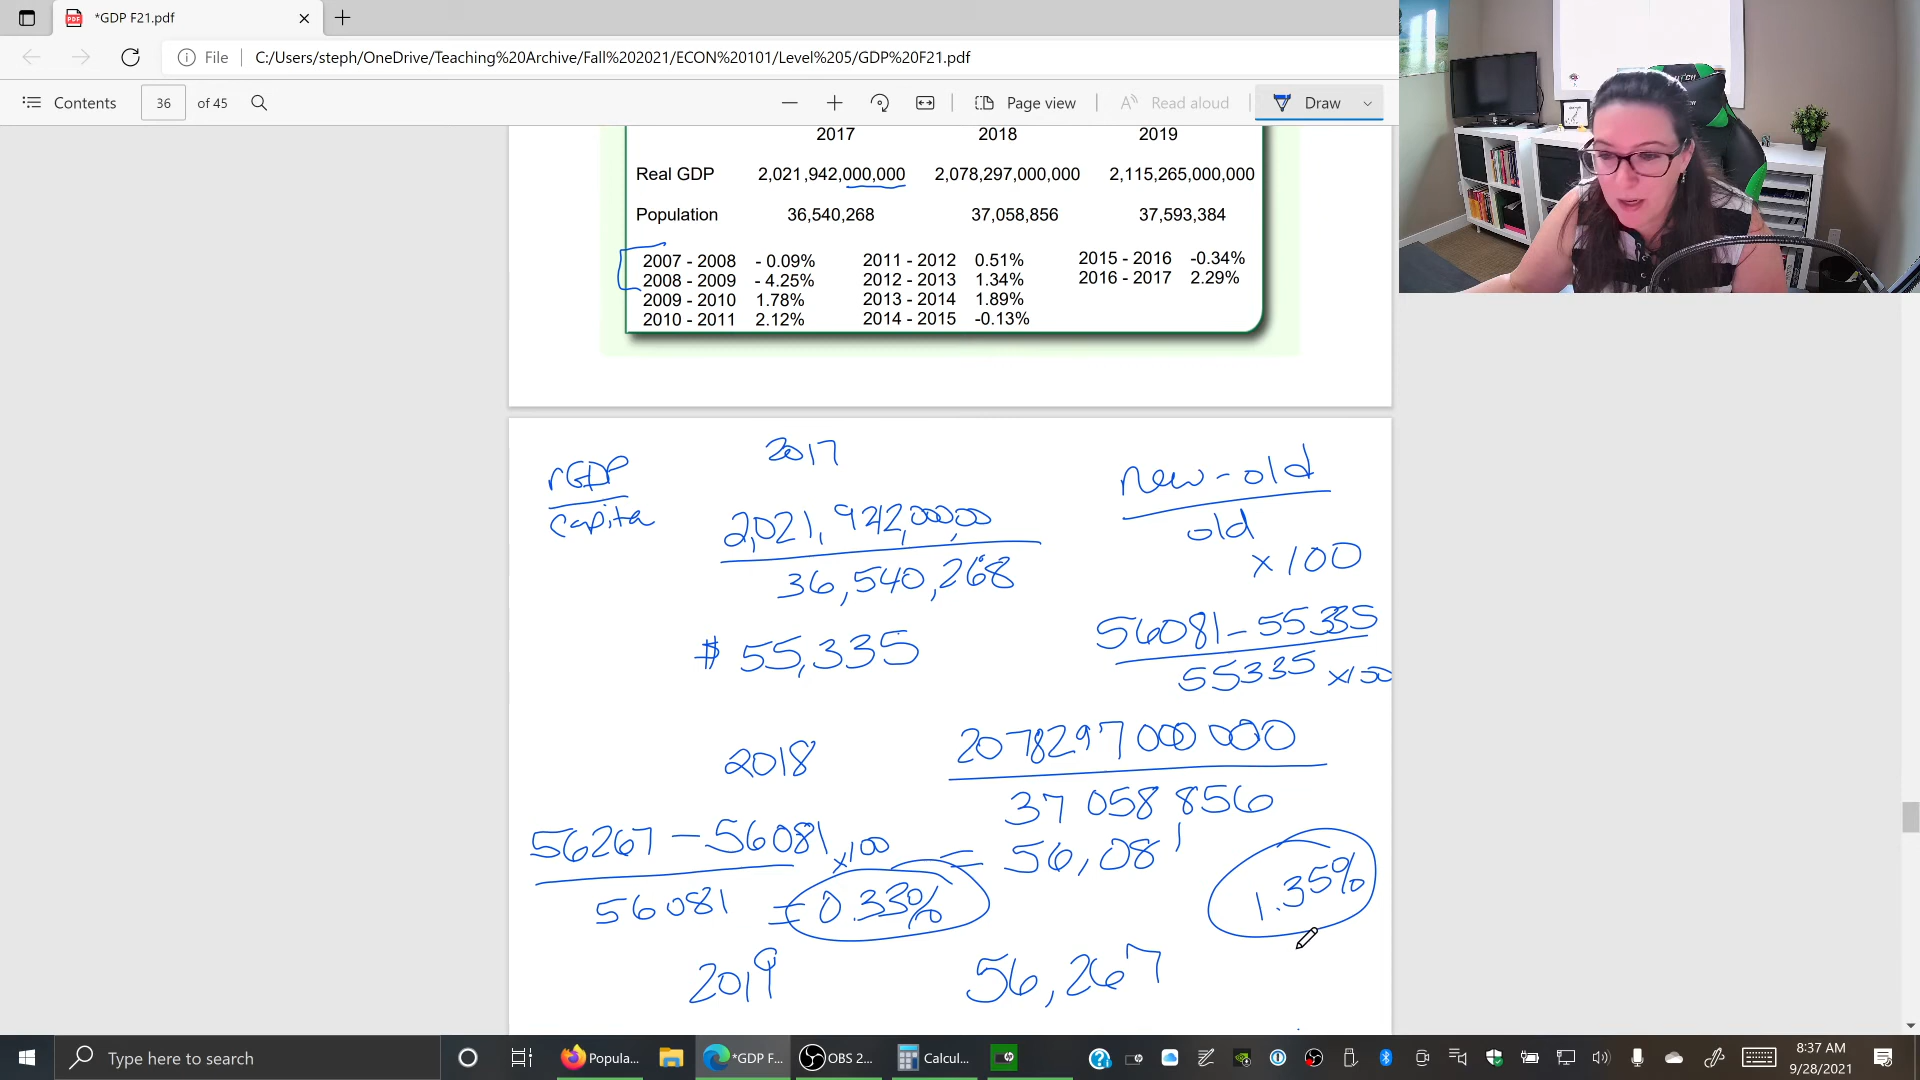 *GDP F21.pdf
File C:/Users/steph/OneDrive/Teaching%20Archive/Fall%202021/ECON%20101/Level%205/GDP%20F21.pdf
Contents 36 of 45 Page view Read aloud Draw
2017 2018 2019
Real GDP 2,021,942,000,000 2,078,297,000,000 2,115,265,000,000
Population 36,540,268 37,058,856 37,593,384
2007 - 2008 - 0.09% 2011 - 2012 0.51% 2015 - 2016 -0.34%
2008 - 2009 - 4.25% 2012 - 2013 1.34% 2016 - 2017 2.29%
2009 - 2010 1.78% 2013 - 2014 1.89%
2010 - 2011 2.12% 2014 - 2015 -0.13%
2017
rGDP
capita
2,021,942,000,00
36,540,268
$ 55,335
new - old
old
x 100
56081 - 55335
55335 x100
2018
2078297 000 000
37 058 856
= 56,081
56267 - 56081 x100
56081
= 0.33%
1.35%
2019 56,267
Type here to search
Popula...
*GDP F...
OBS 2...
Calcul...
8:37 AM
9/28/2021